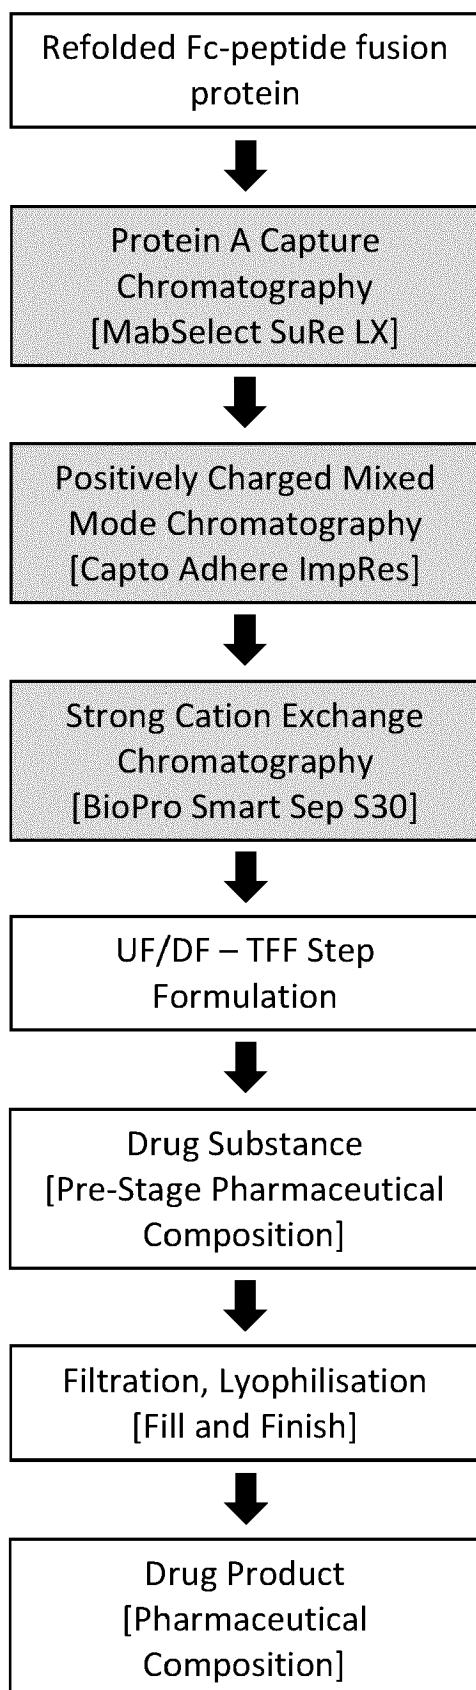 Refolded Fc-peptide fusion
protein
Protein A Capture
Chromatography
[MabSelect SuRe LX]
Positively Charged Mixed
Mode Chromatography
[Capto Adhere ImpRes]
Strong Cation Exchange
Chromatography
[BioPro Smart Sep S30]
UF/DF – TFF Step
Formulation
Drug Substance
[Pre-Stage Pharmaceutical
Composition]
Filtration, Lyophilisation
[Fill and Finish]
Drug Product
[Pharmaceutical
Composition]